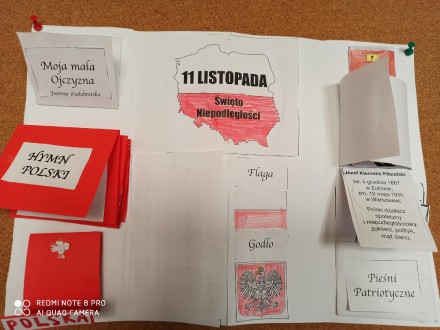 Moja mała
Ojczyzna
11 LISTOPADA
Święto
Niepodległości
HYMN
POLSKI
Flaga
Godło
Józef Klemens Piłsudski
(ur. 5 grudnia 1867
w Zułowie,
zm. 12 maja 1935
w Warszawie)
Polski działacz
społeczny
i niepodległościowy,
żołnierz, polityk,
mąż stanu.
Pieśni
Patriotyczne
POLSKA
REDMI NOTE 8 PRO
AI QUAD CAMERA